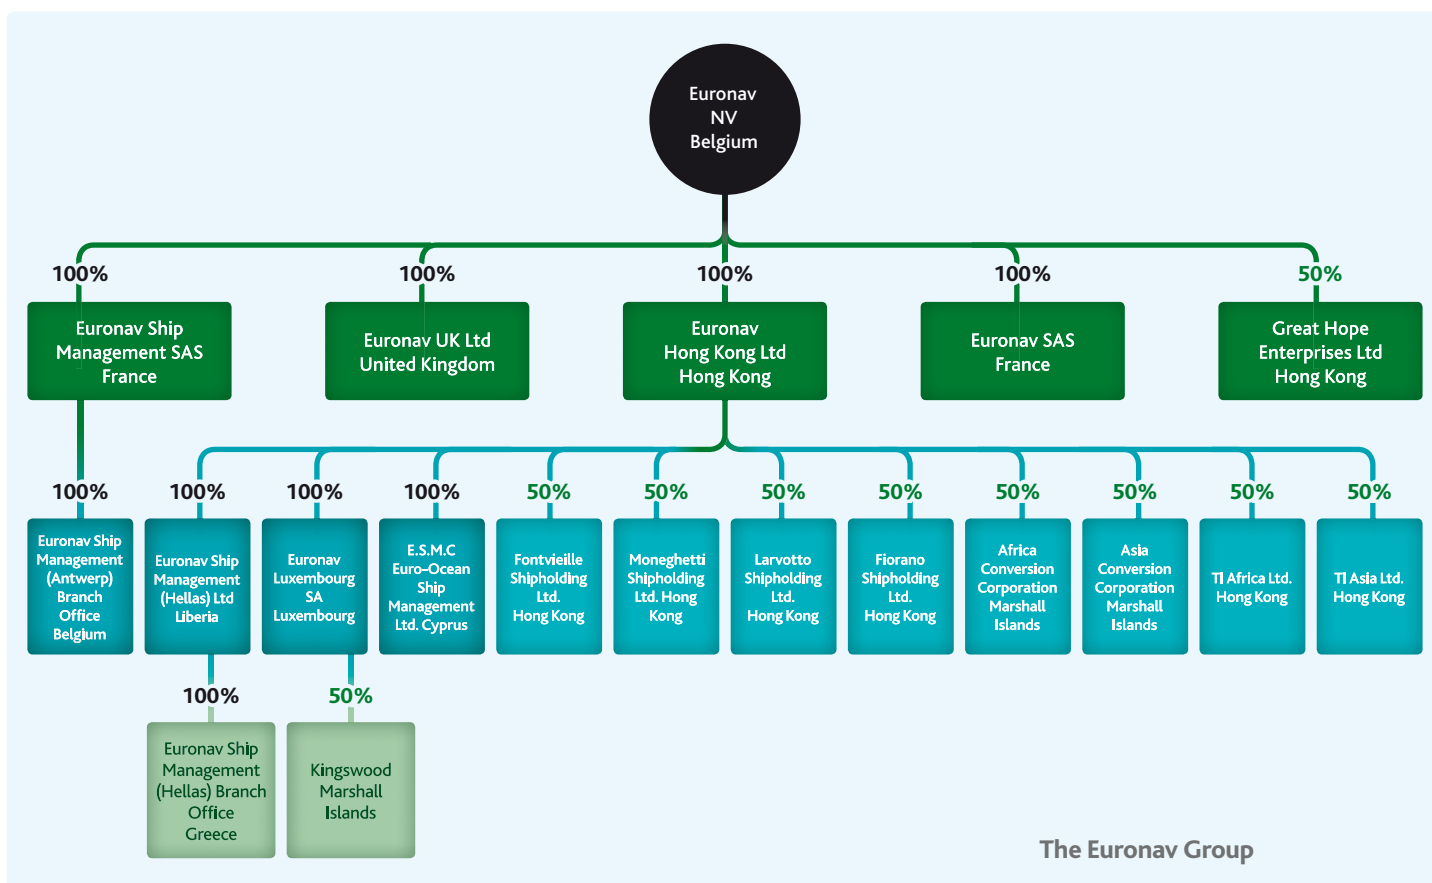 Euronav
NV
Belgium
100%
100%
100%
100%
50%
Euronav Ship
Management SAS
France
Euronav UK Ltd
United Kingdom
Euronav
Hong Kong Ltd
Hong Kong
Euronav SAS
France
Great Hope
Enterprises Ltd
Hong Kong
100%
100%
100%
100%
50%
50%
50%
50%
50%
50%
50%
50%
Euronav Ship
Management
(Antwerp)
Branch
Office
Belgium
Euronav Ship
Management
(Hellas) Ltd
Liberia
Euronav
Luxembourg
SA
Luxembourg
E.S.M.C
Euro–Ocean
Ship
Management
Ltd. Cyprus
Fontvieille
Shipholding
Ltd.
Hong Kong
Moneghetti
Shipholding
Ltd. Hong
Kong
Larvotto
Shipholding
Ltd.
Hong Kong
Fiorano
Shipholding
Ltd.
Hong Kong
Africa
Conversion
Corporation
Marshall
Islands
Asia
Conversion
Corporation
Marshall
Islands
TI Africa Ltd.
Hong Kong
TI Asia Ltd.
Hong Kong
100%
50%
Euronav Ship
Management
(Hellas) Branch
Office
Greece
Kingswood
Marshall
Islands
The Euronav Group